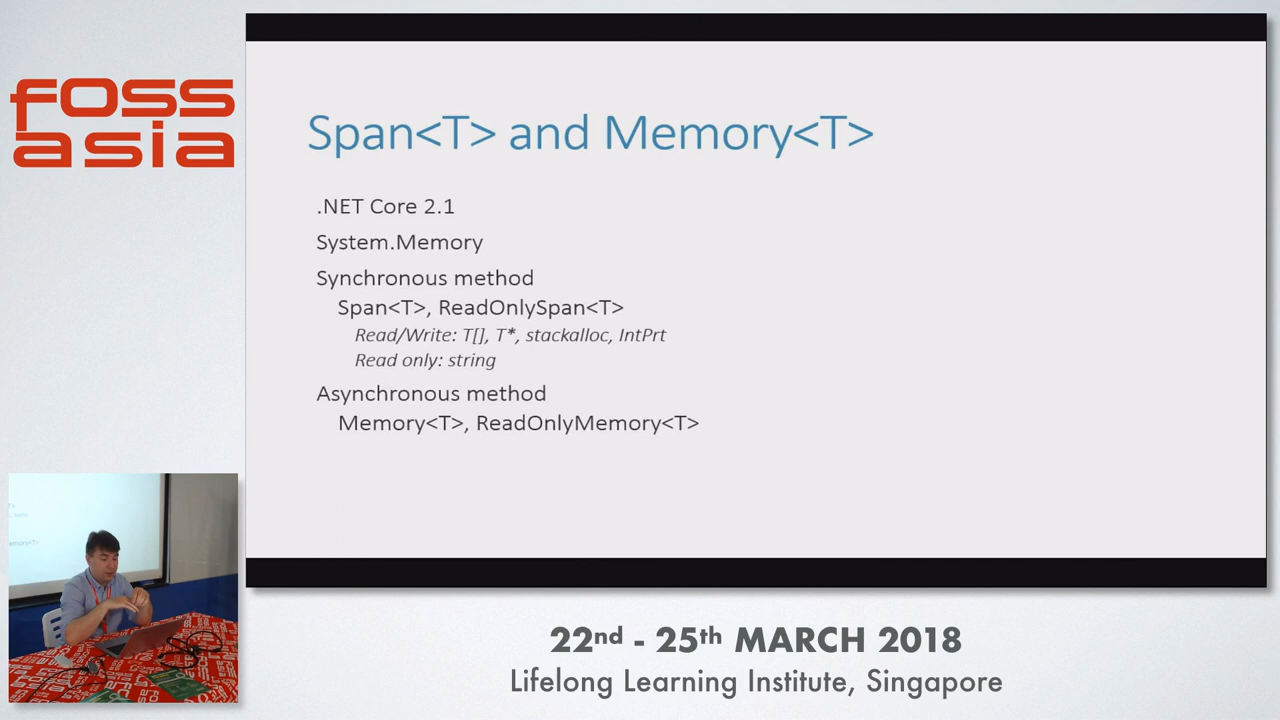 foss
asia
Span<T> and Memory<T>
.NET Core 2.1
System.Memory
Synchronous method
Span<T>, ReadOnlySpan<T>
Read/Write: T[], T*, stackalloc, IntPrt
Read only: string
Asynchronous method
Memory<T>, ReadOnlyMemory<T>
22nd - 25th MARCH 2018
Lifelong Learning Institute, Singapore